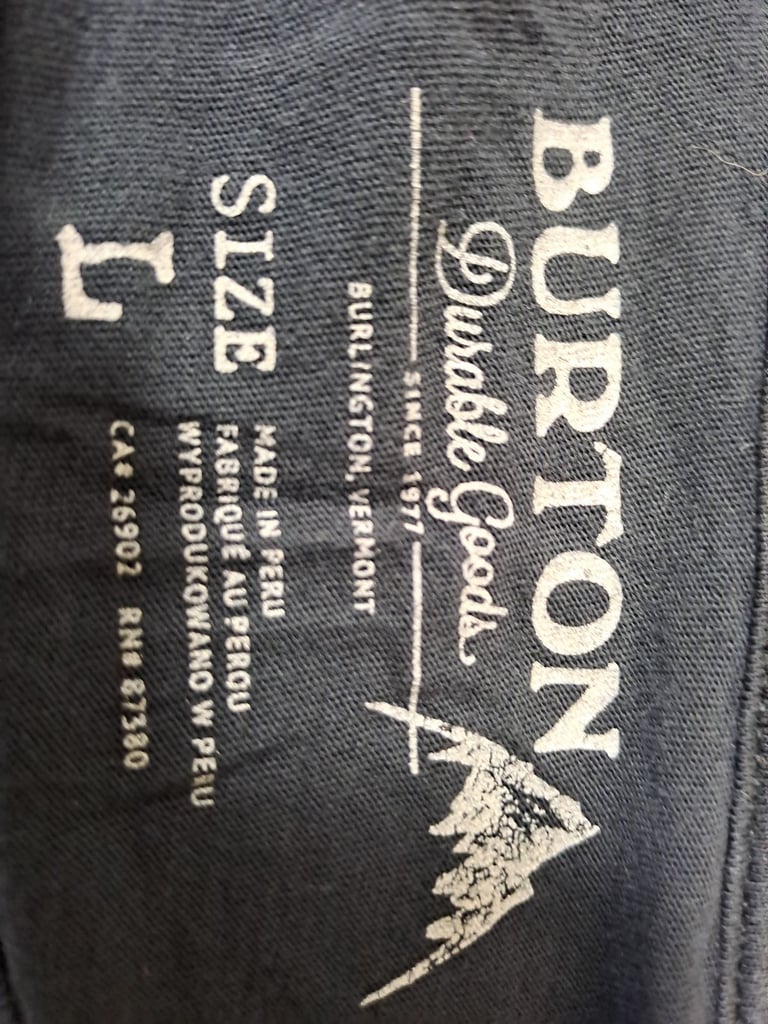 BURTON
Durable Goods
SINCE 1977
BURLINGTON, VERMONT
SIZE
L
MADE IN PERU
FABRIQUÉ AU PEROU
WYPRODUKOWANO W PERU
CA# 26902 RN# 87380